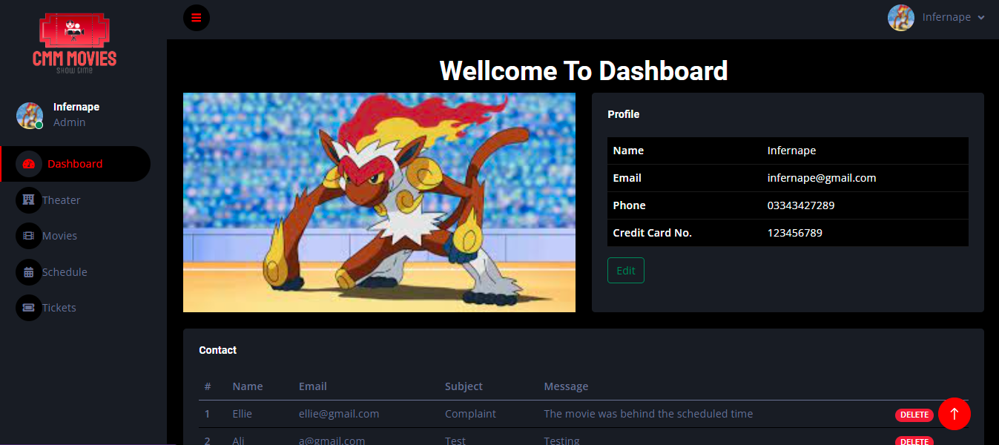 CMM MOVIES
SHOW TIME
Infernape
Infernape
Admin
Dashboard
Theater
Movies
Schedule
Tickets
Wellcome To Dashboard
Profile
Name Infernape
Email infernape@gmail.com
Phone 03343427289
Credit Card No. 123456789
Edit
Contact
# Name Email Subject Message
1 Ellie ellie@gmail.com Complaint The movie was behind the scheduled time DELETE
2 Ali a@gmail.com Test Testing DELETE